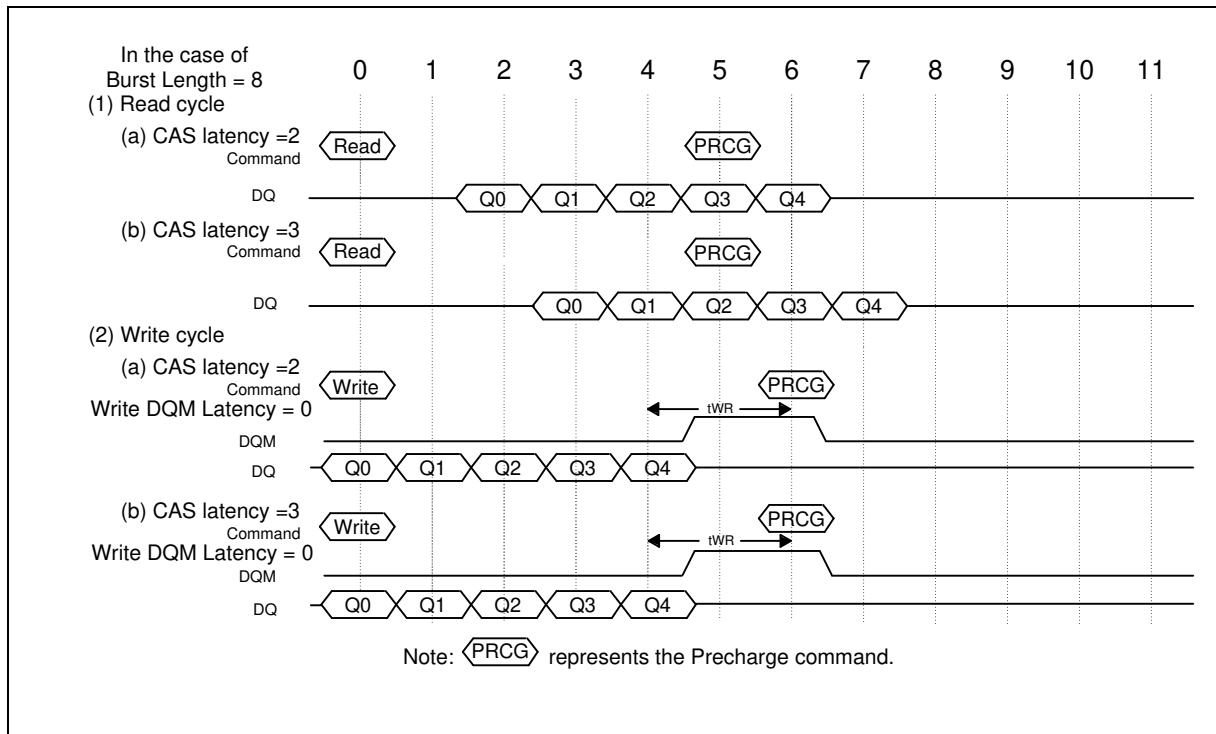 In the case of
Burst Length = 8
0 1 2 3 4 5 6 7 8 9 10 11
(1) Read cycle
(a) CAS latency =2
Command Read PRCG
DQ Q0 Q1 Q2 Q3 Q4
(b) CAS latency =3
Command Read PRCG
DQ Q0 Q1 Q2 Q3 Q4
(2) Write cycle
(a) CAS latency =2
Command Write PRCG
Write DQM Latency = 0 tWR
DQM
DQ Q0 Q1 Q2 Q3 Q4
(b) CAS latency =3
Command Write PRCG
Write DQM Latency = 0 tWR
DQM
DQ Q0 Q1 Q2 Q3 Q4
Note: PRCG represents the Precharge command.